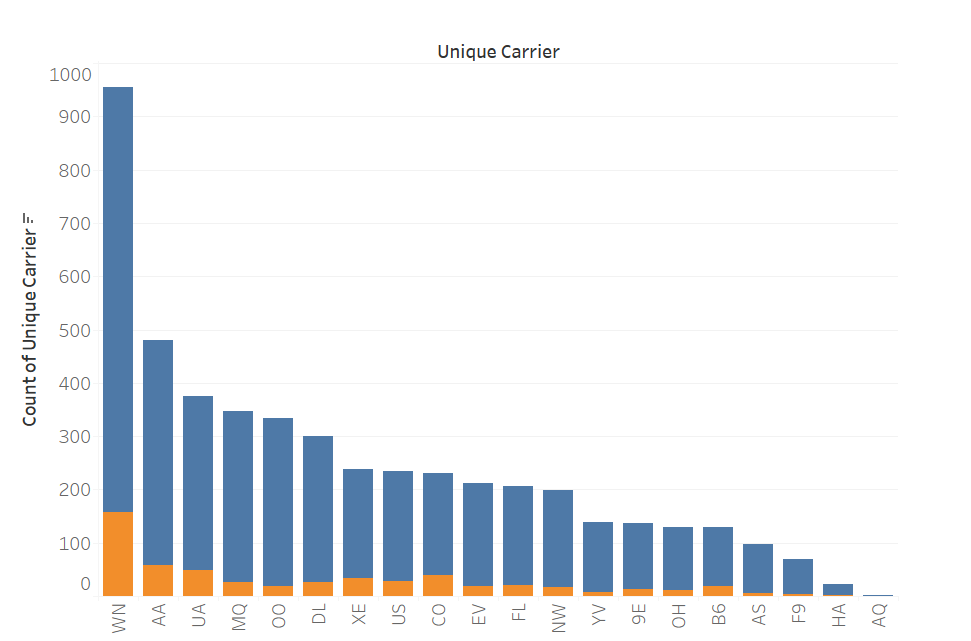 Unique Carrier
1000
900
800
700
600
500
400
300
200
100
0
Count of Unique Carrier
WN
AA
UA
MQ
OO
DL
XE
US
CO
EV
FL
NW
YV
9E
OH
B6
AS
F9
HA
AQ